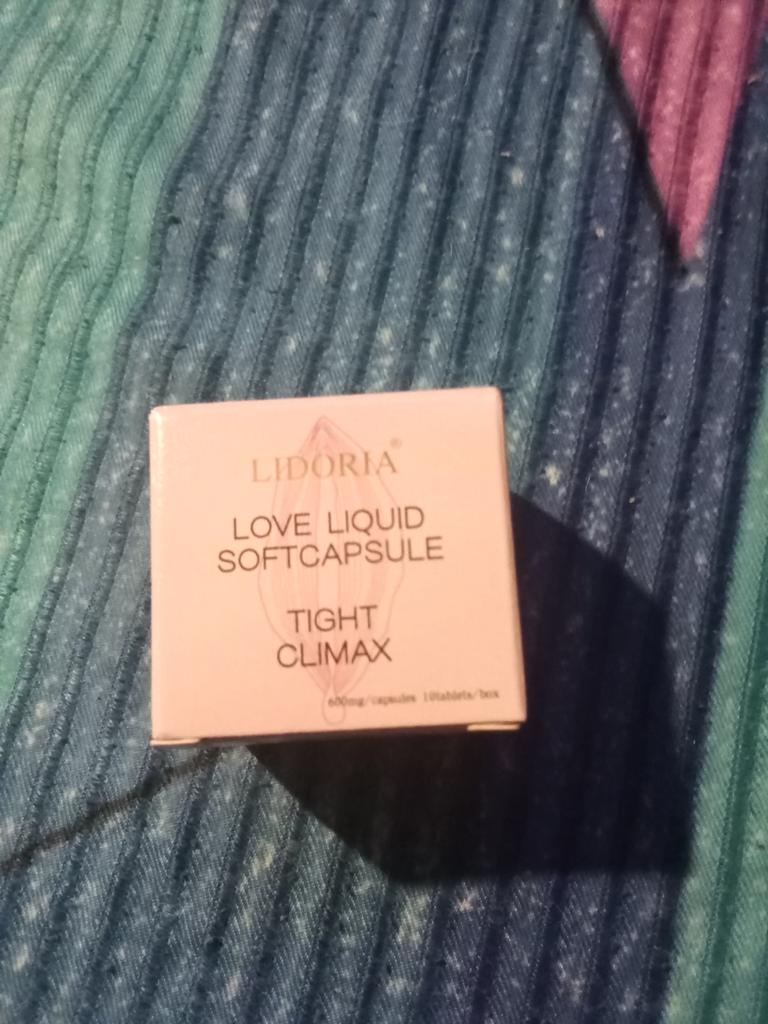 LIDORIA®
LOVE LIQUID
SOFTCAPSULE
TIGHT
CLIMAX
600mg/capsules 10tablets/box